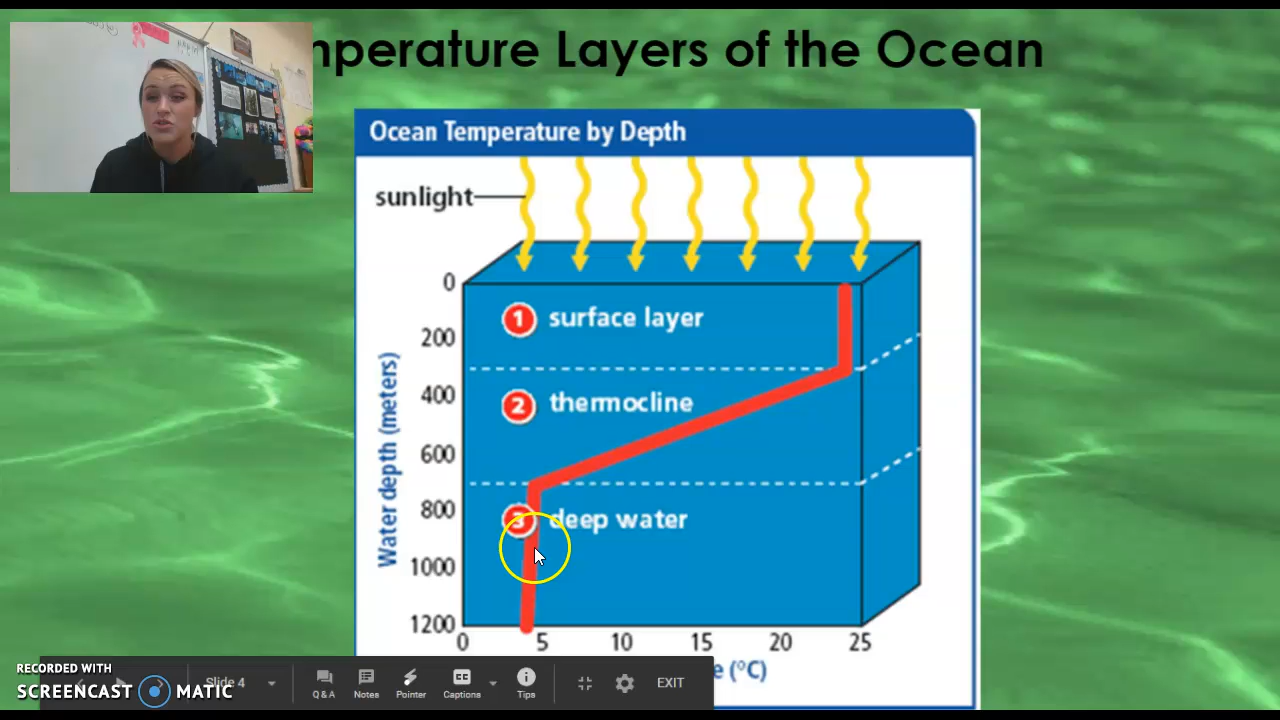 mperature Layers of the Ocean
Ocean Temperature by Depth
sunlight
0
1 surface layer
200
2 thermocline
400
600
3 deep water
800
1000
1200
Water depth (meters)
0 5 10 15 20 25
e (°C)
RECORDED WITH
SCREENCAST MATIC
Slide 4
Q & A
Notes
Pointer
CC
Captions
Tips
EXIT